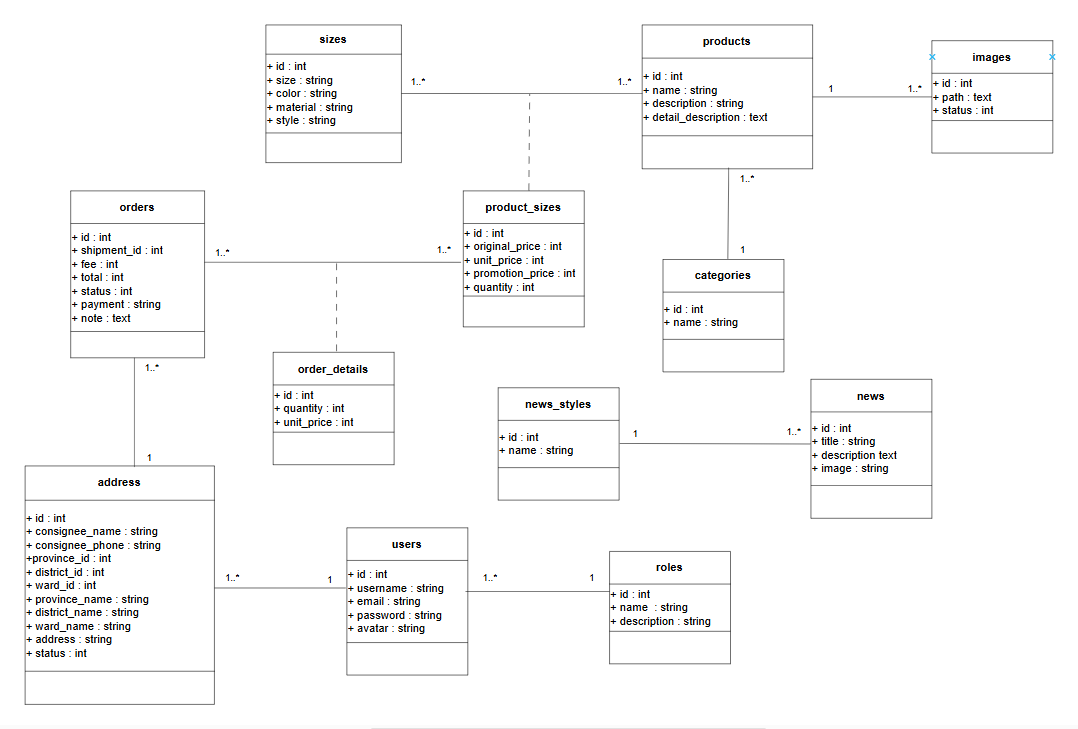 sizes
+ id : int
+ size : string
+ color : string
+ material : string
+ style : string
1..*
1..*
products
+ id : int
+ name : string
+ description : string
+ detail_description : text
1
1..*
images
+ id : int
+ path : text
+ status : int
1..*
1
orders
+ id : int
+ shipment_id : int
+ fee : int
+ total : int
+ status : int
+ payment : string
+ note : text
1..*
1..*
product_sizes
+ id : int
+ original_price : int
+ unit_price : int
+ promotion_price : int
+ quantity : int
categories
+ id : int
+ name : string
1..*
1
order_details
+ id : int
+ quantity : int
+ unit_price : int
news_styles
+ id : int
+ name : string
1
1..*
news
+ id : int
+ title : string
+ description text
+ image : string
address
+ id : int
+ consignee_name : string
+ consignee_phone : string
+province_id : int
+ district_id : int
+ ward_id : int
+ province_name : string
+ district_name : string
+ ward_name : string
+ address : string
+ status : int
1..*
1
users
+ id : int
+ username : string
+ email : string
+ password : string
+ avatar : string
1..*
1
roles
+ id : int
+ name : string
+ description : string